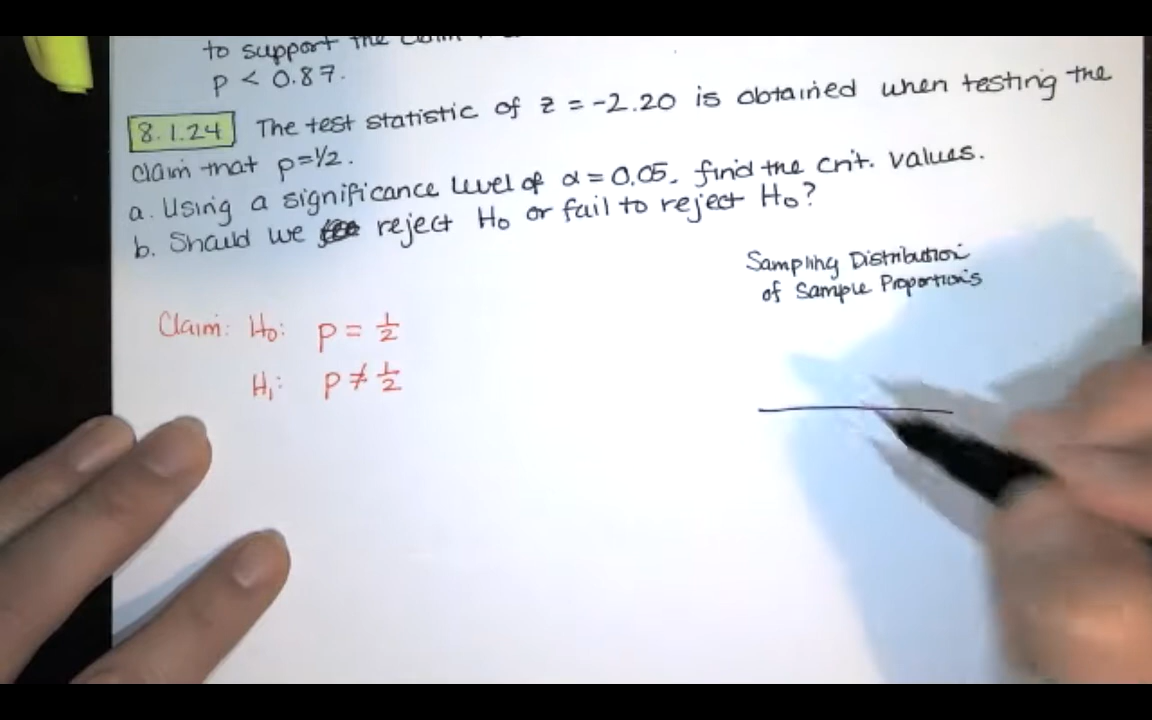 to support the claim
p < 0.87.
8.1.24 The test statistic of z = -2.20 is obtained when testing the
claim that p=1/2.
a. Using a significance level of α = 0.05, find the crit. values.
b. Should we reject H₀ or fail to reject H₀?
Sampling Distribution
of Sample Proportions
Claim: H₀: p = 1/2
H₁: p ≠ 1/2